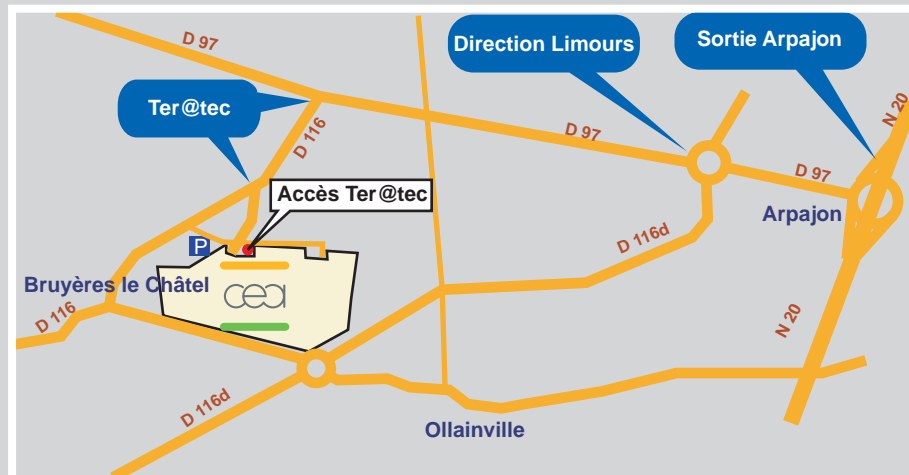 D 97
Direction Limours
Sortie Arpajon
Ter@tec
N 20
D 116
D 97
D 97
Accès Ter@tec
Arpajon
P
D 116d
Bruyères le Châtel
cea
D 116
N 20
D 116d
Ollainville